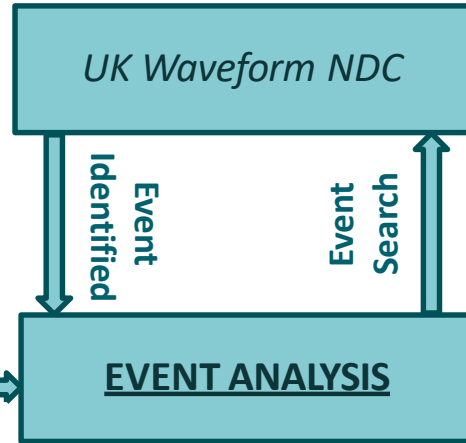 UK Waveform NDC
Event
Identified
Event
Search
EVENT ANALYSIS